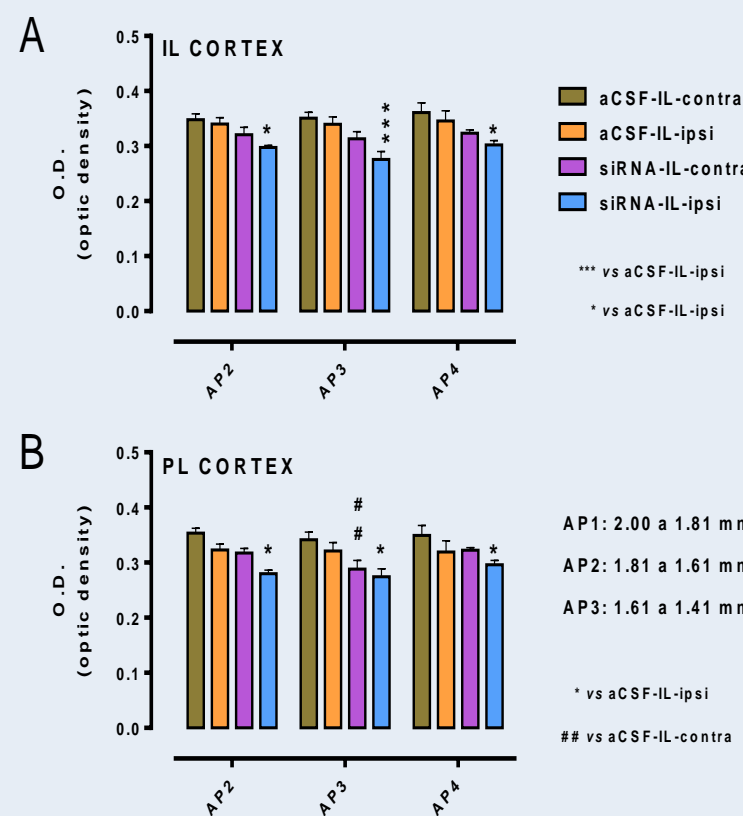 A
IL CORTEX
O.D.
(optic density)
0.5
0.4
0.3
0.2
0.1
0.0
*
***
*
AP2
AP3
AP4
aCSF-IL-contra
aCSF-IL-ipsi
siRNA-IL-contra
siRNA-IL-ipsi
*** vs aCSF-IL-ipsi
* vs aCSF-IL-ipsi
B
PL CORTEX
O.D.
(optic density)
0.5
0.4
0.3
0.2
0.1
0.0
*
##
*
*
AP2
AP3
AP4
AP1: 2.00 a 1.81 mm
AP2: 1.81 a 1.61 mm
AP3: 1.61 a 1.41 mm
* vs aCSF-IL-ipsi
## vs aCSF-IL-contra